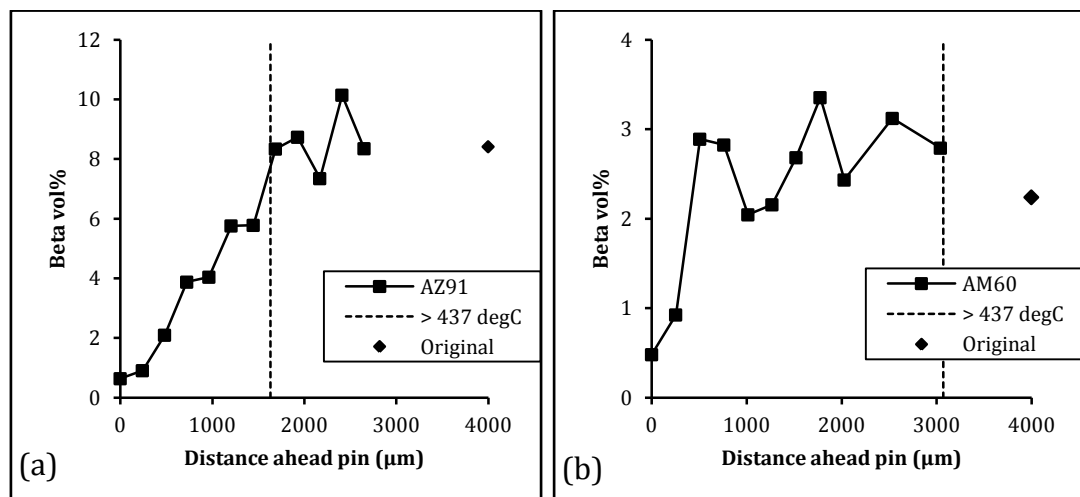 12
10
8
6
4
2
0
Beta vol%
0 1000 2000 3000 4000
Distance ahead pin (µm)
AZ91
> 437 degC
Original
(a)
4
3
2
1
0
Beta vol%
0 1000 2000 3000 4000
Distance ahead pin (µm)
AM60
> 437 degC
Original
(b)